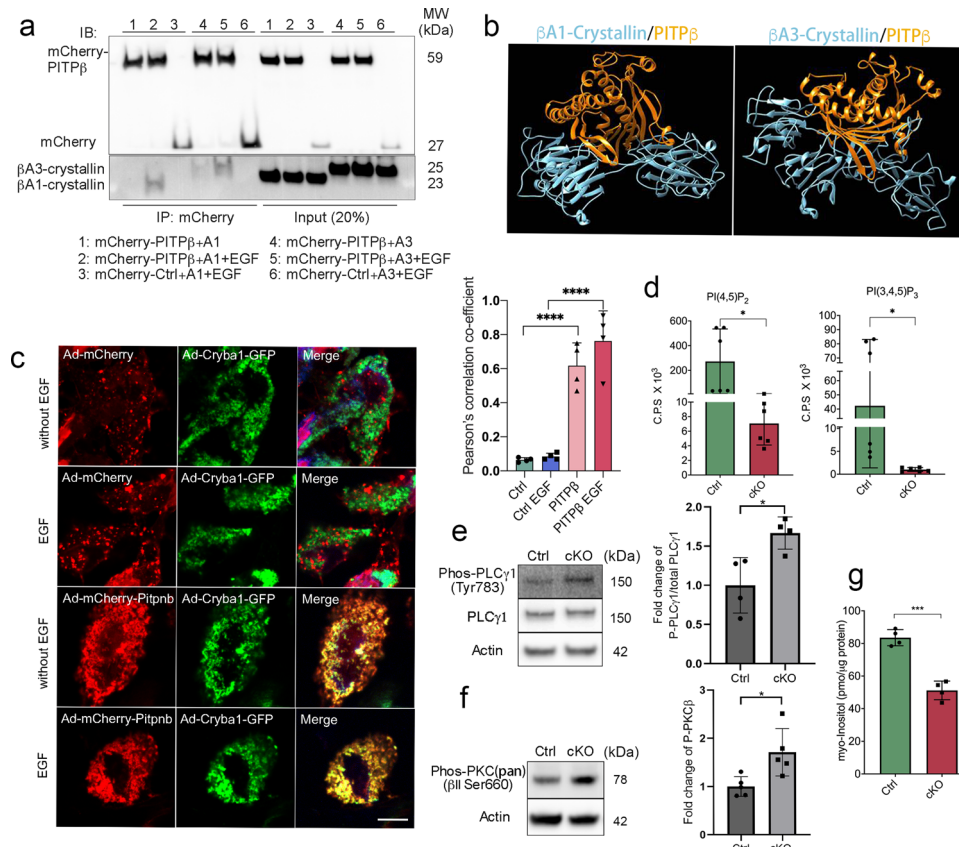 a
IB:
1 2 3 4 5 6 1 2 3 4 5 6
MW
(kDa)
mCherry-
PITPβ
59
mCherry
27
βA3-crystallin
25
βA1-crystallin
23
IP: mCherry
Input (20%)
1: mCherry-PITPβ+A1
4: mCherry-PITPβ+A3
2: mCherry-PITPβ+A1+EGF
5: mCherry-PITPβ+A3+EGF
3: mCherry-Ctrl+A1+EGF
6: mCherry-Ctrl+A3+EGF
b
βA1-Crystallin/PITPβ
βA3-Crystallin/PITPβ
c
Ad-mCherry
Ad-Cryba1-GFP
Merge
without EGF
Ad-mCherry
Ad-Cryba1-GFP
Merge
EGF
Ad-mCherry-Pitpnb
Ad-Cryba1-GFP
Merge
without EGF
Ad-mCherry-Pitpnb
Ad-Cryba1-GFP
Merge
EGF
Pearson's correlation co-efficient
1.0
0.8
0.6
0.4
0.2
0.0
****
****
Ctrl
Ctrl EGF
PITPβ
PITPβ EGF
d
PI(4,5)P2
C.P.S X 10³
600
400
200
10
5
0
*
Ctrl
cKO
PI(3,4,5)P3
C.P.S X 10³
100
90
80
70
60
50
40
30
20
10
5
0
*
Ctrl
cKO
e
Ctrl cKO (kDa)
Phos-PLCγ1
(Tyr783)
150
PLCγ1
150
Actin
42
Fold change of
P-PLCγ1/total PLCγ1
2.0
1.5
1.0
0.5
0.0
*
Ctrl
cKO
f
Ctrl cKO (kDa)
Phos-PKC(pan)
(βII Ser660)
78
Actin
42
Fold change of P-PKCβ
3
2
1
0
*
Ctrl
cKO
g
myo-Inositol (pmo/µg protein)
100
80
60
40
20
0
***
Ctrl
cKO